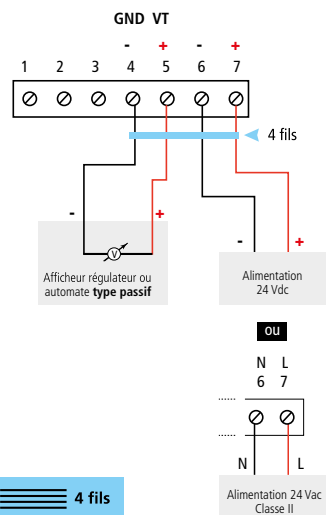 GND VT
- + - +
1 2 3 4 5 6 7
4 fils
- +
V
Afficheur régulateur ou
automate type passif
- +
Alimentation
24 Vdc
ou
N L
6 7
N L
4 fils
Alimentation 24 Vac
Classe II